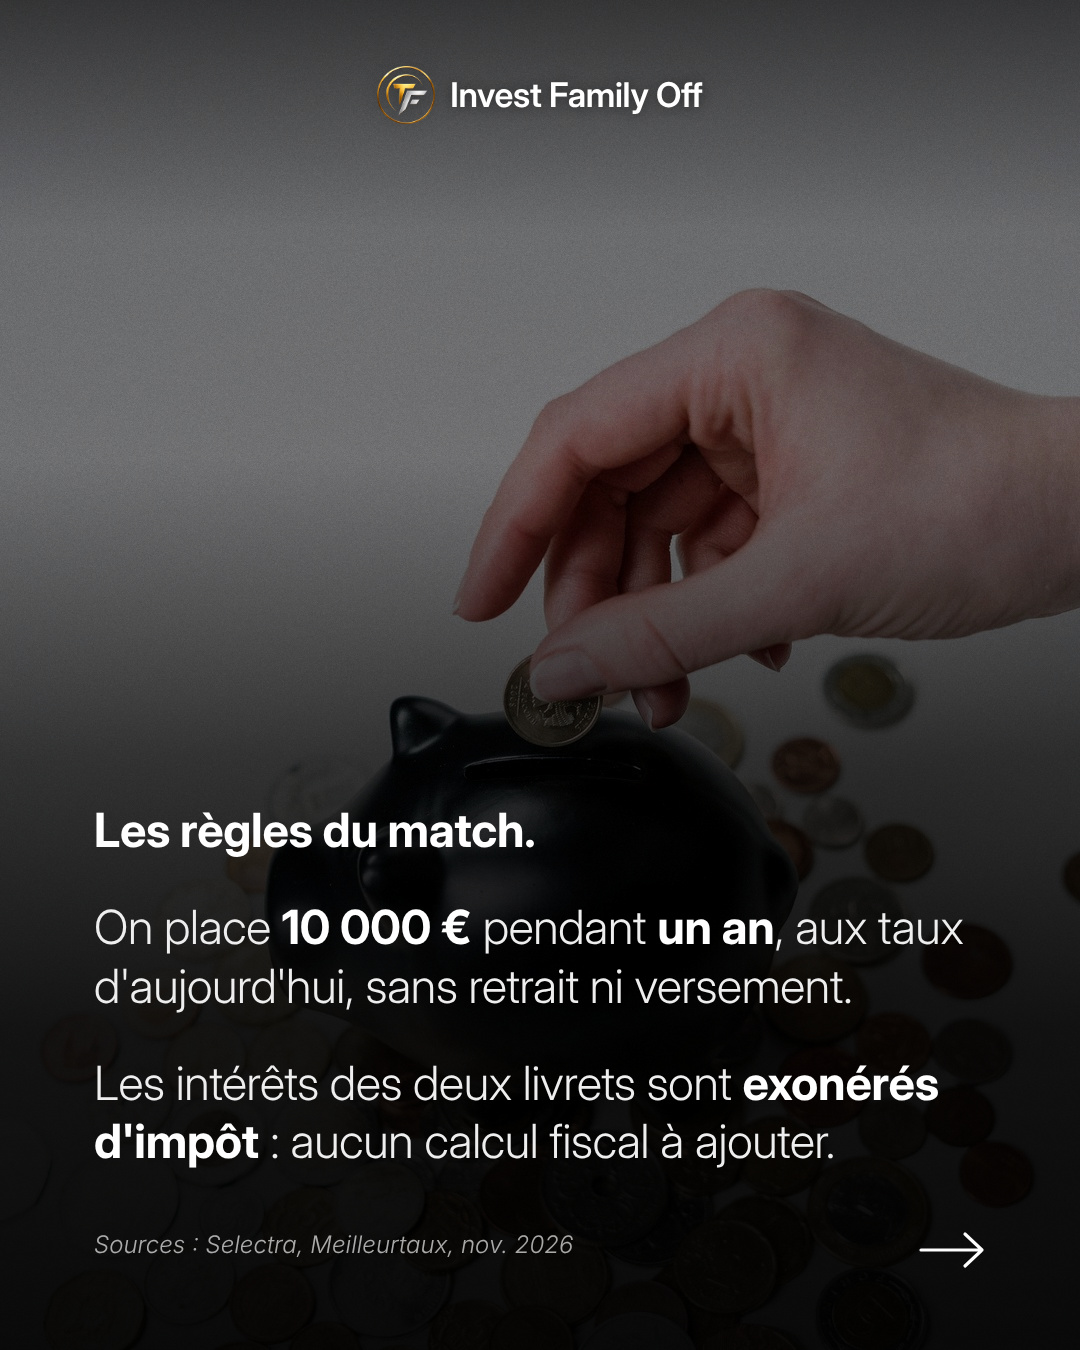 Invest Family Off
Les règles du match.
On place 10 000 € pendant un an, aux taux
d'aujourd'hui, sans retrait ni versement.
Les intérêts des deux livrets sont exonérés
d'impôt : aucun calcul fiscal à ajouter.
Sources : Selectra, Meilleurtaux, nov. 2026